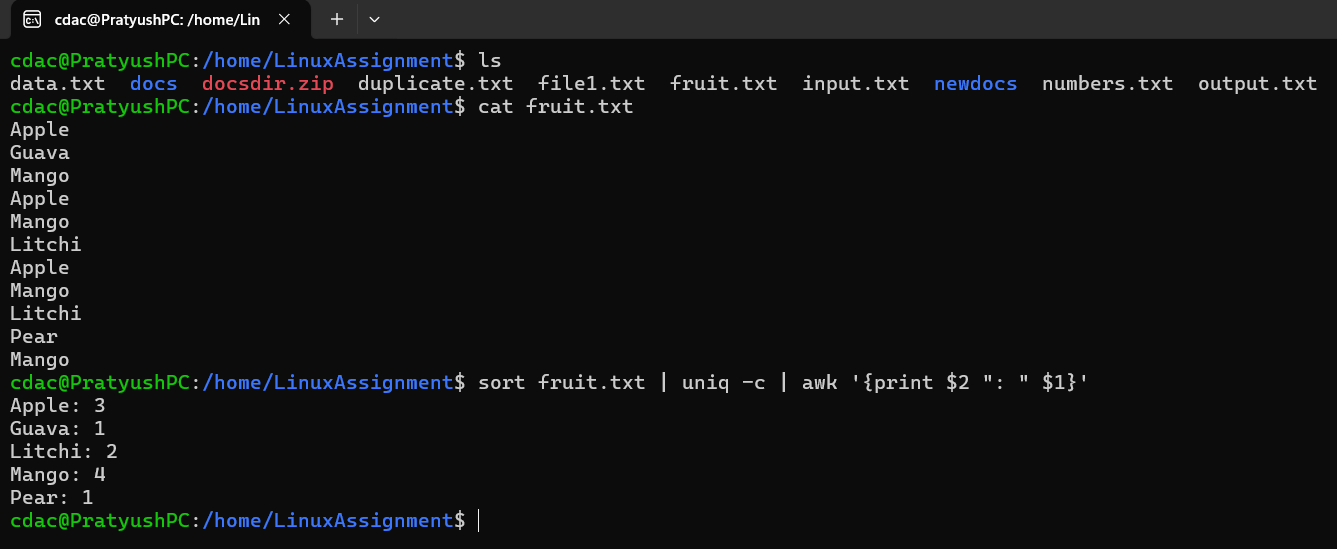 cdac@PratyushPC: /home/Lin
cdac@PratyushPC:/home/LinuxAssignment$ ls
data.txt  docs  docsdir.zip  duplicate.txt  file1.txt  fruit.txt  input.txt  newdocs  numbers.txt  output.txt
cdac@PratyushPC:/home/LinuxAssignment$ cat fruit.txt
Apple
Guava
Mango
Apple
Mango
Litchi
Apple
Mango
Litchi
Pear
Mango
cdac@PratyushPC:/home/LinuxAssignment$ sort fruit.txt | uniq -c | awk '{print $2 ": " $1}'
Apple: 3
Guava: 1
Litchi: 2
Mango: 4
Pear: 1
cdac@PratyushPC:/home/LinuxAssignment$